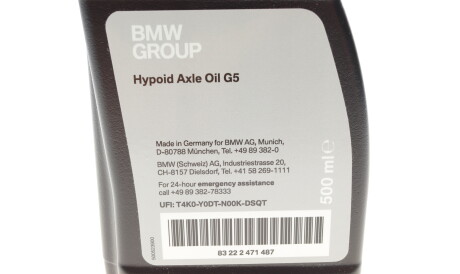 BMW
GROUP
Hypoid Axle Oil G5
Made in Germany for BMW AG, Munich,
D-80788 München, Tel. +49 89 382-0
BMW (Schweiz) AG, Industriestrasse 20,
CH-8157 Dielsdorf, Tel. +41 58 269-1111
For 24-hour emergency assistance
call +49 89 382-78333
UFI: T4K0-Y0DT-N00K-DSQT
500 ml ℮
83 22 2 471 487